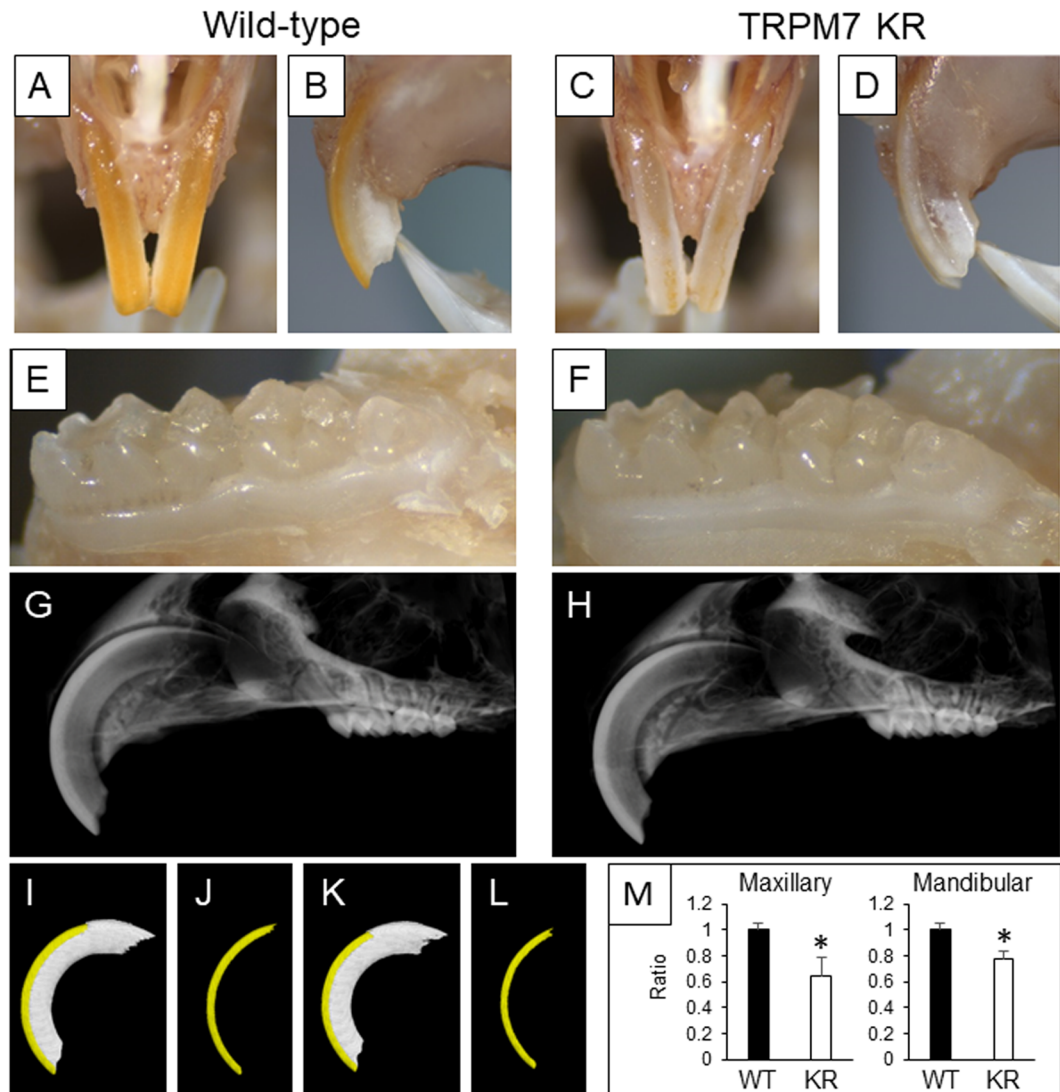 Wild-type
TRPM7 KR
A
B
C
D
E
F
G
H
I
J
K
L
M
Maxillary
Mandibular
Ratio
1.2
1
0.8
0.6
0.4
0.2
0
*
WT
KR
1.2
1
0.8
0.6
0.4
0.2
0
*
WT
KR